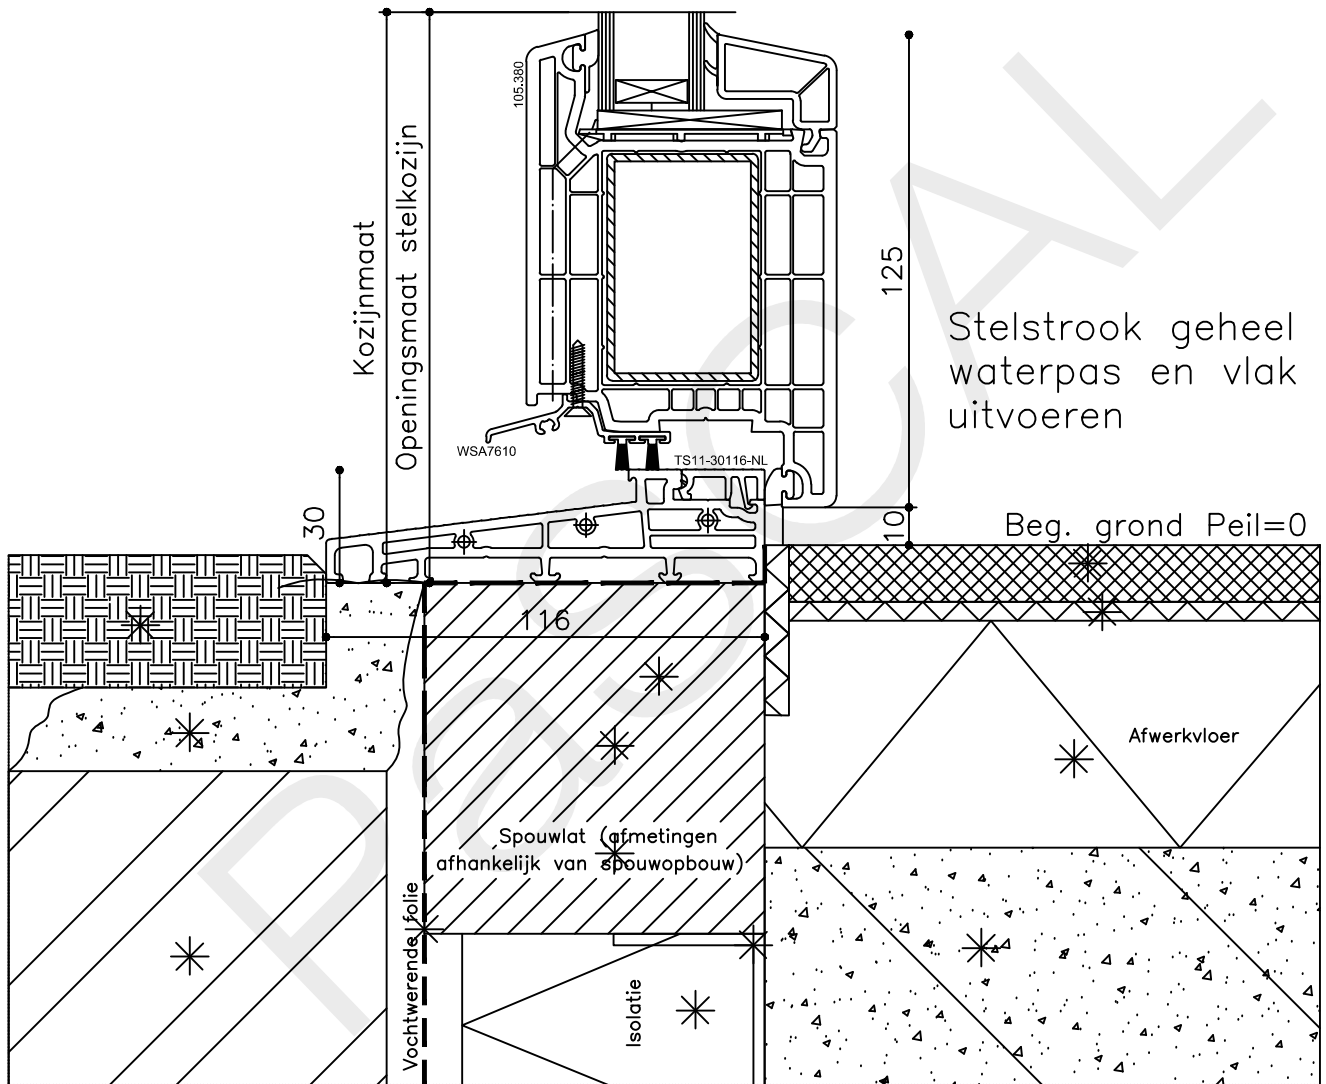 105.380
Kozijnmaat
Openingsmaat stelkozijn
125
Stelstrook geheel
waterpas en vlak
uitvoeren
WSA7610
TS11-30116-NL
30
10
Beg. grond Peil=0
116
Afwerkvloer
Spouwlat (afmetingen
afhankelijk van spouwopbouw)
Vochtwerende folie
Isolatie
PasCAL